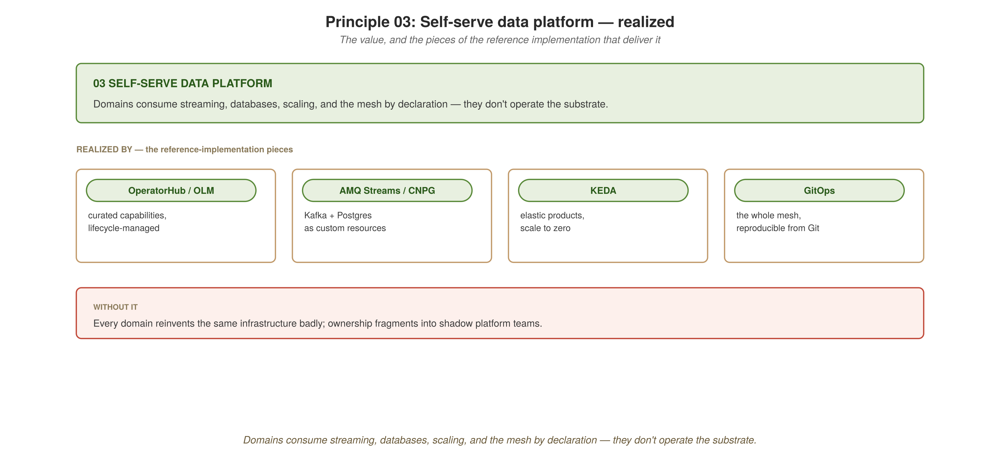 Principle 03: Self-serve data platform — realized
The value, and the pieces of the reference implementation that deliver it
03 SELF-SERVE DATA PLATFORM
Domains consume streaming, databases, scaling, and the mesh by declaration — they don't operate the substrate.
REALIZED BY — the reference-implementation pieces
OperatorHub / OLM
curated capabilities,
lifecycle-managed
AMQ Streams / CNPG
Kafka + Postgres
as custom resources
KEDA
elastic products,
scale to zero
GitOps
the whole mesh,
reproducible from Git
WITHOUT IT
Every domain reinvents the same infrastructure badly; ownership fragments into shadow platform teams.
Domains consume streaming, databases, scaling, and the mesh by declaration — they don't operate the substrate.